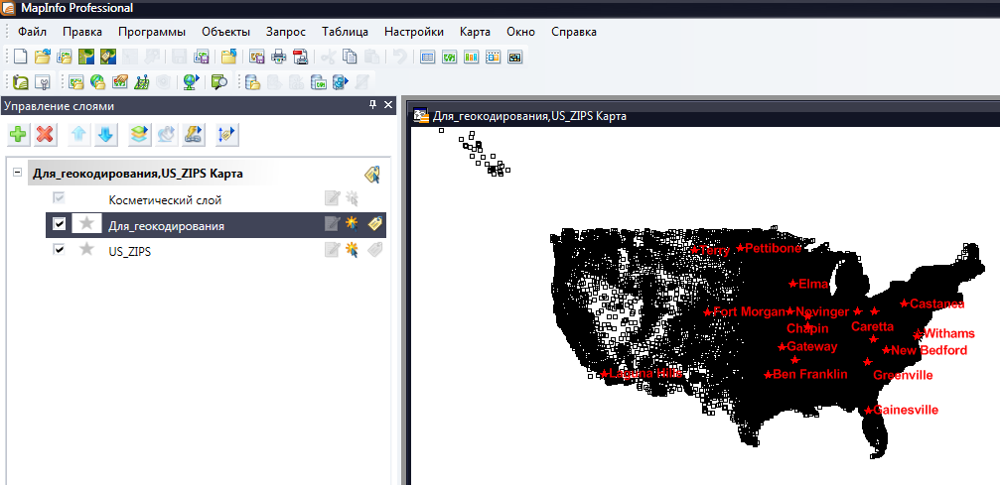 MapInfo Professional
Файл Правка Программы Объекты Запрос Таблица Настройки Карта Окно Справка
Управление слоями
Для_геокодирования,US_ZIPS Карта
Косметический слой
Для_геокодирования
US_ZIPS
Для_геокодирования,US_ZIPS Карта
Terry
Pettibone
Elma
Castanea
Fort Morgan
Novinger
Chapin
Caretta
Withams
Gateway
New Bedford
Laguna Hills
Ben Franklin
Greenville
Gainesville